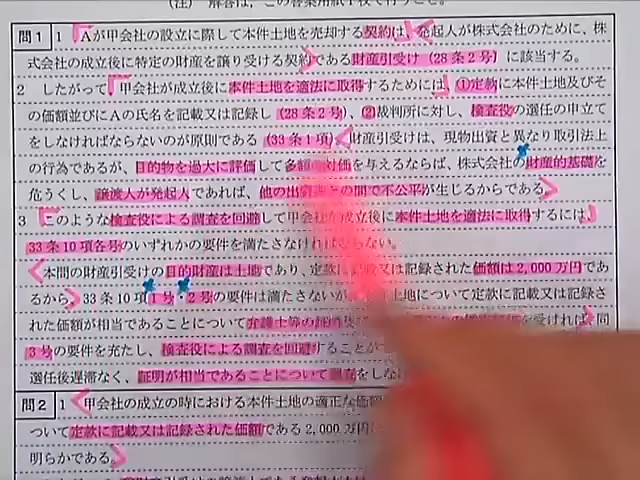 (注) 解答は、この答案用紙1枚で行うこと。
問1 1 Aが甲会社の設立に際して本件土地を売却する契約は、発起人が株式会社のために、株
式会社の成立後に特定の財産を譲り受ける契約である財産引受け(28条2号)に該当する。
2 したがって、甲会社が成立後に本件土地を適法に取得するためには、①定款に本件土地及びそ
の価額並びにAの氏名を記載又は記録し(28条2号)、②裁判所に対し、検査役の選任の申立て
をしなければならないのが原則である(33条1項)。財産引受けは、現物出資と異なり取引法上
の行為であるが、目的物を過大に評価して多額の対価を与えるならば、株式会社の財産的基礎を
危うくし、譲渡人が発起人であれば、他の出資者との間で不公平が生じるからである。
3 このような検査役による調査を回避して甲会社が成立後に本件土地を適法に取得するには、
33条10項各号のいずれかの要件を満たさなければならない。
本問の財産引受けの目的財産は土地であり、定款に記載又は記録された価額は2,000万円であ
るから、33条10項1号・2号の要件は満たさないが、土地について定款に記載又は記録さ
れた価額が相当であることについて弁護士等の証明 を受ければ、同
3号の要件を充たし、検査役による調査を回避することが
選任後遅滞なく、証明が相当であることについて調査をしな
問2 1 甲会社の成立の時における本件土地の適正な価額
ついて定款に記載又は記録された価額である2,000万円
明らかである。